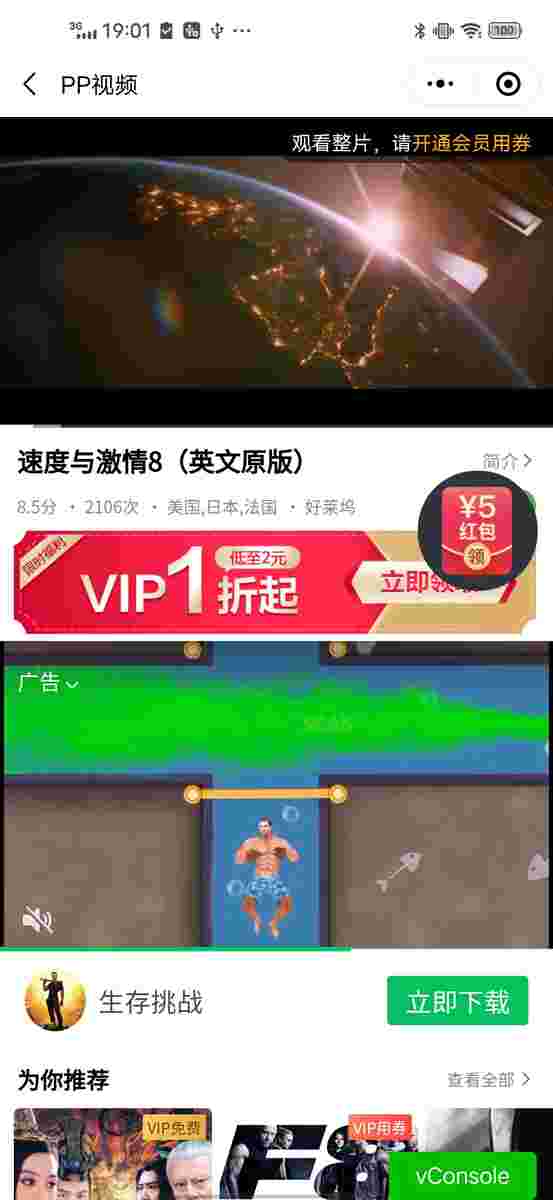 3G 19:01 100
PP视频
观看整片，请开通会员用券
速度与激情8（英文原版）
简介
8.5分 · 2106次 · 美国,日本,法国 · 好莱坞
¥5
红包
领
限时福利
VIP1折起
低至2元
立即领
广告
生存挑战
立即下载
为你推荐
查看全部
VIP免费
VIP用券
F8
vConsole